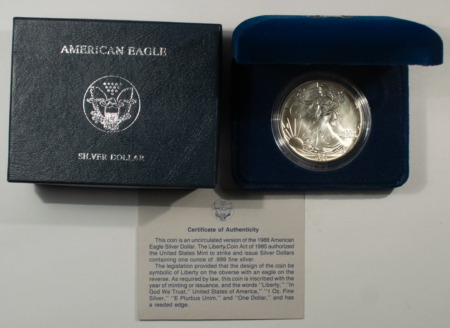 AMERICAN EAGLE
SILVER DOLLAR
Certificate of Authenticity
This coin is an uncirculated version of the 1988 American
Eagle Silver Dollar. The Liberty Coin Act of 1985 authorized
the United States Mint to strike and issue Silver Dollars
containing one ounce of .999 fine silver.
The legislation provided that the design of the coin be
symbolic of Liberty on the obverse with an eagle on the
reverse. As required by law, this coin is inscribed with the
year of minting or issuance, and the words "Liberty", "In
God We Trust," "United States of America," "1 Oz. Fine
Silver," "E Pluribus Unum," and "One Dollar," and has
a reeded edge.